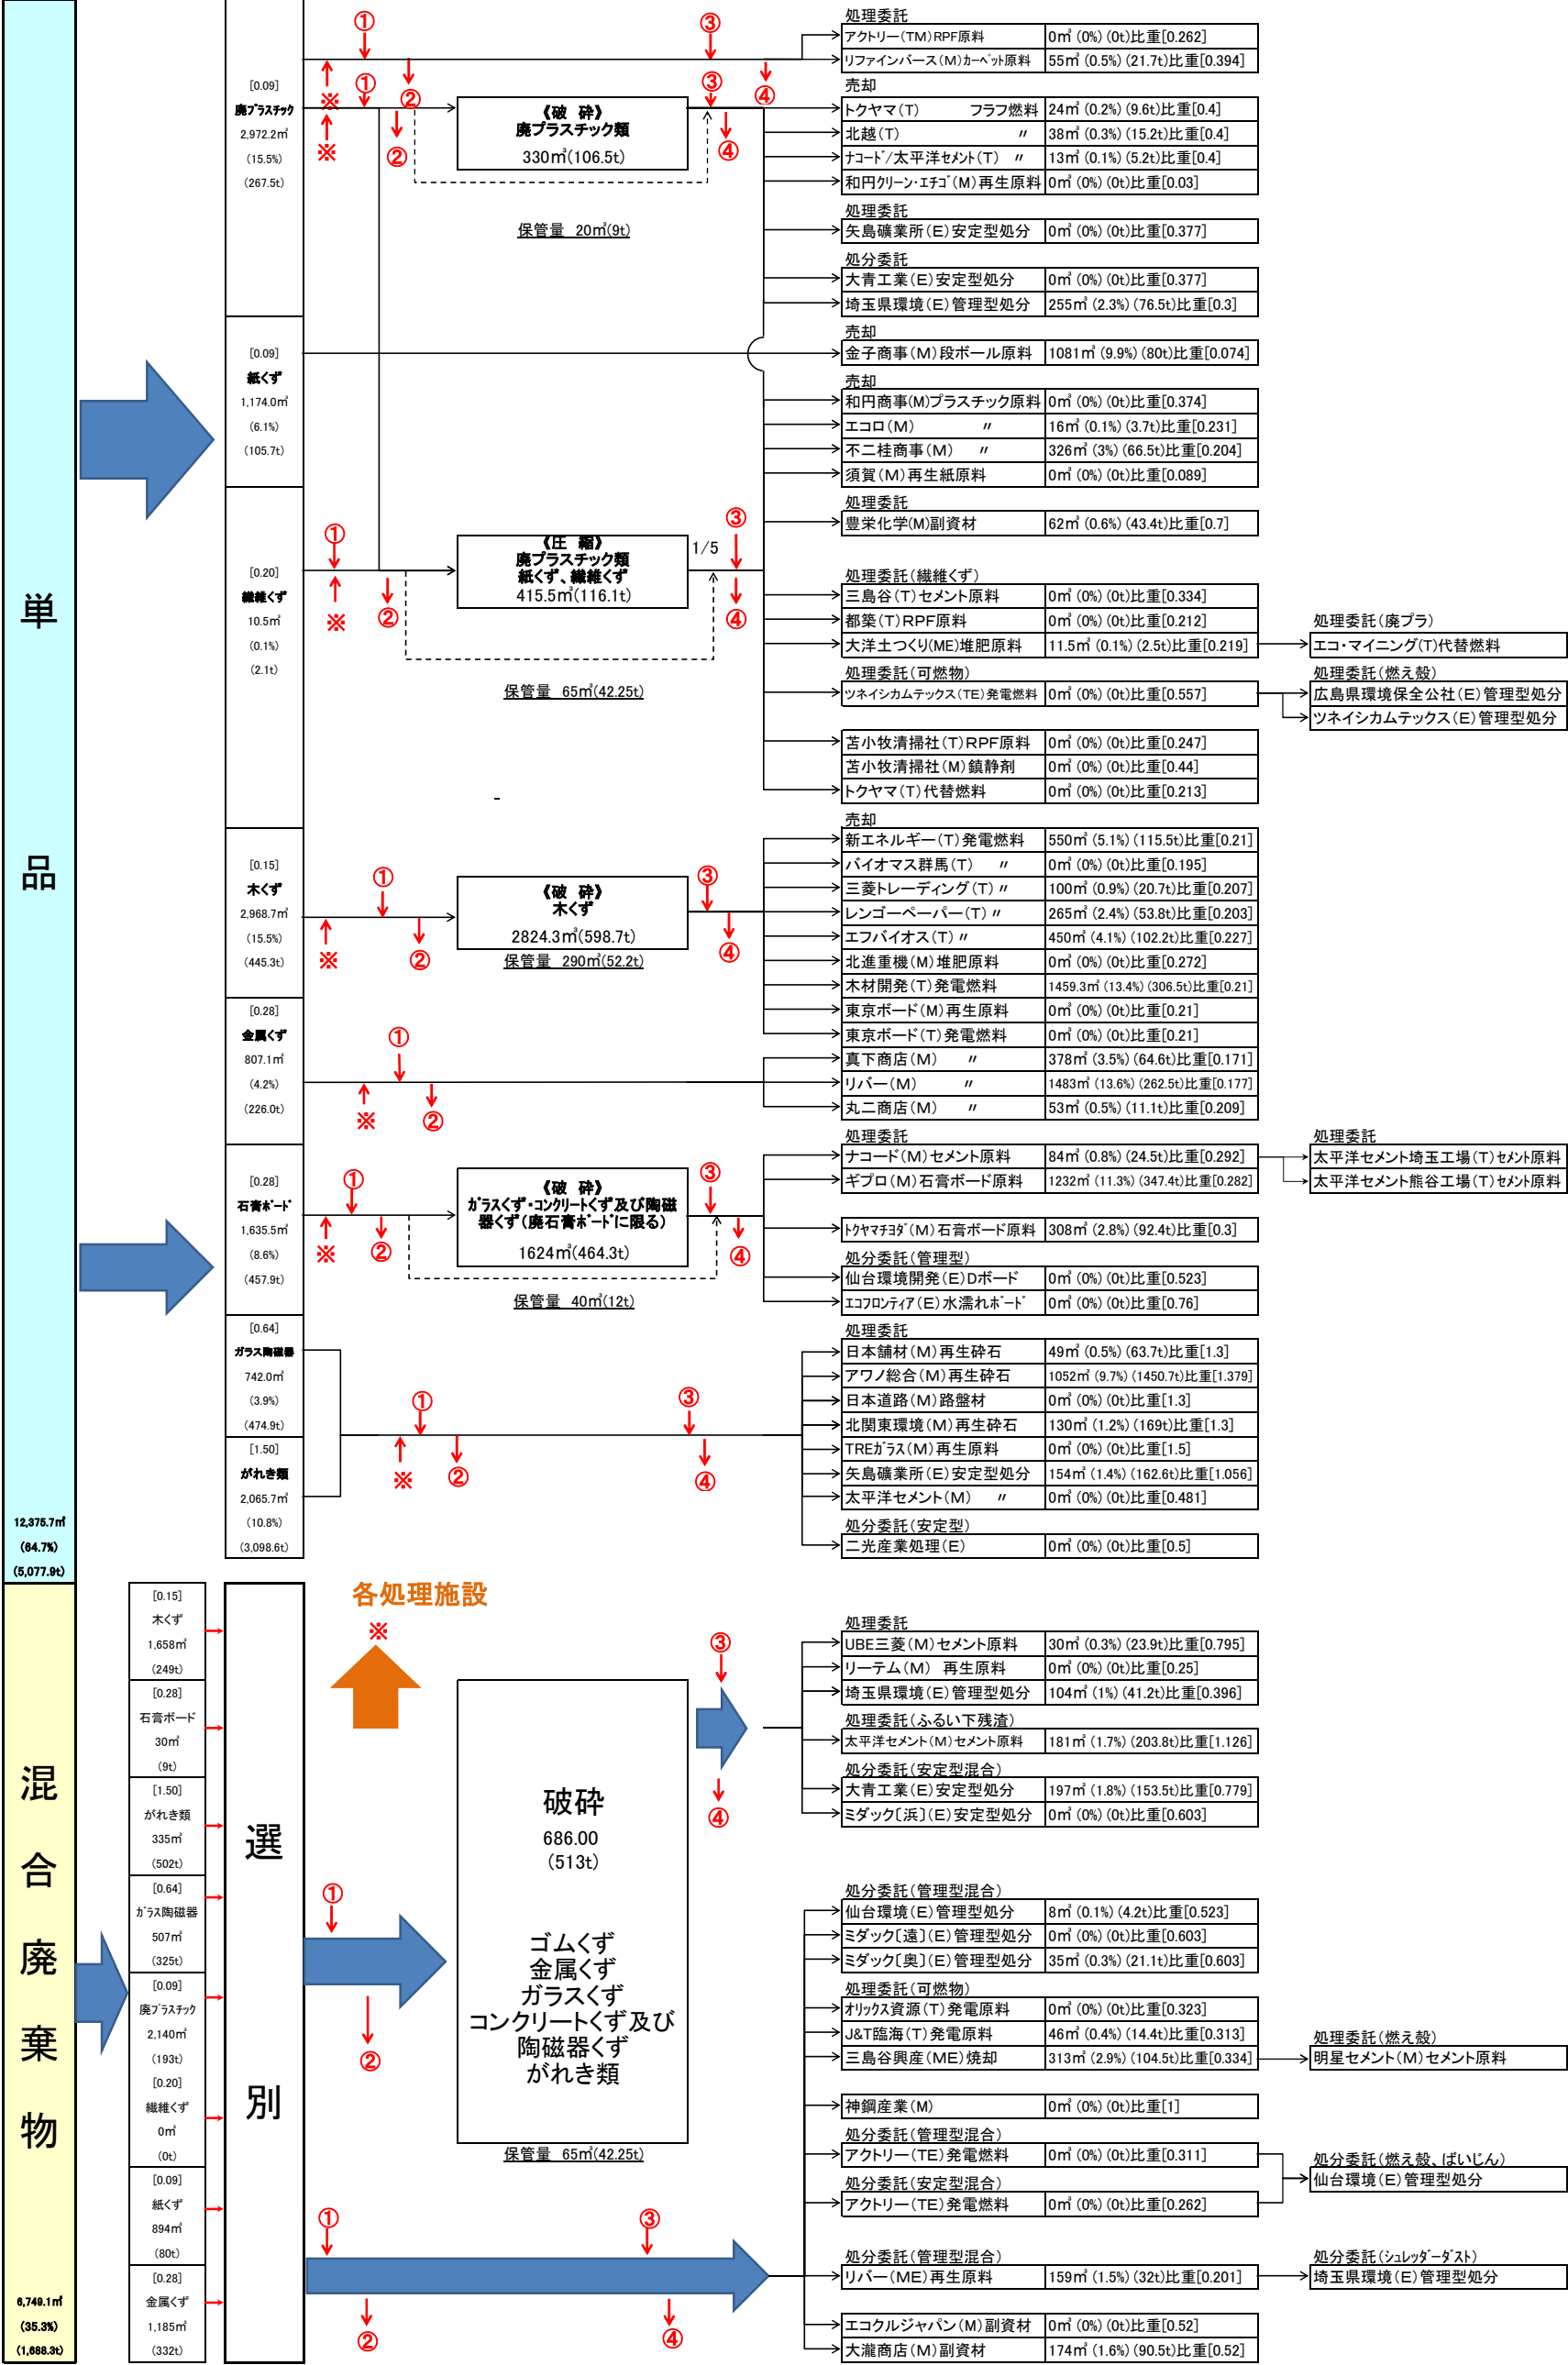 単
品
12,375.7㎥
(64.7%)
(5,077.9t)
混
合
廃
棄
物
6,749.1㎥
(35.3%)
(1,688.3t)
[0.09]
廃プラスチック
2,972.2㎥
(15.5%)
(267.5t)
[0.09]
紙くず
1,174.0㎥
(6.1%)
(105.7t)
[0.20]
繊維くず
10.5㎥
(0.1%)
(2.1t)
[0.15]
木くず
2,968.7㎥
(15.5%)
(445.3t)
[0.28]
金属くず
807.1㎥
(4.2%)
(226.0t)
[0.28]
石膏ボード
1,635.5㎥
(8.6%)
(457.9t)
[0.64]
ガラス陶磁器
742.0㎥
(3.9%)
(474.9t)
[1.50]
がれき類
2,065.7㎥
(10.8%)
(3,098.6t)
① ③
※ ② ④
① ③
※ ② ④
《破 砕》
廃プラスチック類
330㎥(106.5t)
保管量 20㎥(9t)
① ③
※ ② ④
《圧 縮》
廃プラスチック類
紙くず、繊維くず
415.5㎥(116.1t)
1/5
保管量 65㎥(42.25t)
-
① ③
※ ② ④
《破 砕》
木くず
2824.3㎥(598.7t)
保管量 290㎥(52.2t)
①
※ ②
① ③
※ ② ④
《破 砕》
ガラスくず・コンクリートくず及び陶磁
器くず(廃石膏ボードに限る)
1624㎥(464.3t)
保管量 40㎥(12t)
① ③
※ ② ④
処理委託
アクトリー(TM)RPF原料 0㎥ (0%) (0t)比重[0.262]
リファインバース(M)カーペット原料 55㎥ (0.5%) (21.7t)比重[0.394]
売却
トクヤマ(T) フラフ燃料 24㎥ (0.2%) (9.6t)比重[0.4]
北越(T) 〃 38㎥ (0.3%) (15.2t)比重[0.4]
ナコード/太平洋セメント(T) 〃 13㎥ (0.1%) (5.2t)比重[0.4]
和円クリーン・エチゴ(M)再生原料 0㎥ (0%) (0t)比重[0.03]
処理委託
矢島礦業所(E)安定型処分 0㎥ (0%) (0t)比重[0.377]
処分委託
大青工業(E)安定型処分 0㎥ (0%) (0t)比重[0.377]
埼玉県環境(E)管理型処分 255㎥ (2.3%) (76.5t)比重[0.3]
売却
金子商事(M)段ボール原料 1081㎥ (9.9%) (80t)比重[0.074]
売却
和円商事(M)プラスチック原料 0㎥ (0%) (0t)比重[0.374]
エコロ(M) 〃 16㎥ (0.1%) (3.7t)比重[0.231]
不二桂商事(M) 〃 326㎥ (3%) (66.5t)比重[0.204]
須賀(M)再生紙原料 0㎥ (0%) (0t)比重[0.089]
処理委託
豊栄化学(M)副資材 62㎥ (0.6%) (43.4t)比重[0.7]
処理委託(繊維くず)
三島谷(T)セメント原料 0㎥ (0%) (0t)比重[0.334]
都築(T)RPF原料 0㎥ (0%) (0t)比重[0.212]
大洋土つくり(ME)堆肥原料 11.5㎥ (0.1%) (2.5t)比重[0.219]
処理委託(廃プラ)
エコ・マイニング(T)代替燃料
処理委託(可燃物)
ツネイシカムテックス(TE)発電燃料 0㎥ (0%) (0t)比重[0.557]
処理委託(燃え殻)
広島県環境保全公社(E)管理型処分
ツネイシカムテックス(E)管理型処分
苫小牧清掃社(T)RPF原料 0㎥ (0%) (0t)比重[0.247]
苫小牧清掃社(M)鎮静剤 0㎥ (0%) (0t)比重[0.44]
トクヤマ(T)代替燃料 0㎥ (0%) (0t)比重[0.213]
売却
新エネルギー(T)発電燃料 550㎥ (5.1%) (115.5t)比重[0.21]
バイオマス群馬(T) 〃 0㎥ (0%) (0t)比重[0.195]
三菱トレーディング(T)〃 100㎥ (0.9%) (20.7t)比重[0.207]
レンゴーペーパー(T)〃 265㎥ (2.4%) (53.8t)比重[0.203]
エフバイオス(T)〃 450㎥ (4.1%) (102.2t)比重[0.227]
北進重機(M)堆肥原料 0㎥ (0%) (0t)比重[0.272]
木材開発(T)発電燃料 1459.3㎥ (13.4%) (306.5t)比重[0.21]
東京ボード(M)再生原料 0㎥ (0%) (0t)比重[0.21]
東京ボード(T)発電燃料 0㎥ (0%) (0t)比重[0.21]
真下商店(M) 〃 378㎥ (3.5%) (64.6t)比重[0.171]
リバー(M) 〃 1483㎥ (13.6%) (262.5t)比重[0.177]
丸二商店(M) 〃 53㎥ (0.5%) (11.1t)比重[0.209]
処理委託
ナコード(M)セメント原料 84㎥ (0.8%) (24.5t)比重[0.292]
ギプロ(M)石膏ボード原料 1232㎥ (11.3%) (347.4t)比重[0.282]
処理委託
太平洋セメント埼玉工場(T)セメント原料
太平洋セメント熊谷工場(T)セメント原料
トクヤマチヨダ(M)石膏ボード原料 308㎥ (2.8%) (92.4t)比重[0.3]
処分委託(管理型)
仙台環境開発(E)Dボード 0㎥ (0%) (0t)比重[0.523]
エコフロンティア(E)水濡れボード 0㎥ (0%) (0t)比重[0.76]
処理委託
日本舗材(M)再生砕石 49㎥ (0.5%) (63.7t)比重[1.3]
アワノ総合(M)再生砕石 1052㎥ (9.7%) (1450.7t)比重[1.379]
日本道路(M)路盤材 0㎥ (0%) (0t)比重[1.3]
北関東環境(M)再生砕石 130㎥ (1.2%) (169t)比重[1.3]
TREガラス(M)再生原料 0㎥ (0%) (0t)比重[1.5]
矢島礦業所(E)安定型処分 154㎥ (1.4%) (162.6t)比重[1.056]
太平洋セメント(M) 〃 0㎥ (0%) (0t)比重[0.481]
処分委託(安定型)
二光産業処理(E) 0㎥ (0%) (0t)比重[0.5]
[0.15]
木くず
1,658㎥
(249t)
[0.28]
石膏ボード
30㎥
(9t)
[1.50]
がれき類
335㎥
(502t)
[0.64]
ガラス陶磁器
507㎥
(325t)
[0.09]
廃プラスチック
2,140㎥
(193t)
[0.20]
繊維くず
0㎥
(0t)
[0.09]
紙くず
894㎥
(80t)
[0.28]
金属くず
1,185㎥
(332t)
選
別
各処理施設
※
① ③
② ④
破砕
686.00
(513t)
ゴムくず
金属くず
ガラスくず
コンクリートくず及び
陶磁器くず
がれき類
保管量 65㎥(42.25t)
① ③
② ④
処理委託
UBE三菱(M)セメント原料 30㎥ (0.3%) (23.9t)比重[0.795]
リーテム(M) 再生原料 0㎥ (0%) (0t)比重[0.25]
埼玉県環境(E)管理型処分 104㎥ (1%) (41.2t)比重[0.396]
処理委託(ふるい下残渣)
太平洋セメント(M)セメント原料 181㎥ (1.7%) (203.8t)比重[1.126]
処分委託(安定型混合)
大青工業(E)安定型処分 197㎥ (1.8%) (153.5t)比重[0.779]
ミダック〔浜〕(E)安定型処分 0㎥ (0%) (0t)比重[0.603]
処分委託(管理型混合)
仙台環境(E)管理型処分 8㎥ (0.1%) (4.2t)比重[0.523]
ミダック〔遠〕(E)管理型処分 0㎥ (0%) (0t)比重[0.603]
ミダック〔奥〕(E)管理型処分 35㎥ (0.3%) (21.1t)比重[0.603]
処理委託(可燃物)
オリックス資源(T)発電原料 0㎥ (0%) (0t)比重[0.323]
J&T臨海(T)発電原料 46㎥ (0.4%) (14.4t)比重[0.313]
三島谷興産(ME)焼却 313㎥ (2.9%) (104.5t)比重[0.334]
処理委託(燃え殻)
明星セメント(M)セメント原料
神鋼産業(M) 0㎥ (0%) (0t)比重[1]
処分委託(管理型混合)
アクトリー(TE)発電燃料 0㎥ (0%) (0t)比重[0.311]
処分委託(安定型混合)
アクトリー(TE)発電燃料 0㎥ (0%) (0t)比重[0.262]
処分委託(燃え殻、ばいじん)
仙台環境(E)管理型処分
処分委託(管理型混合)
リバー(ME)再生原料 159㎥ (1.5%) (32t)比重[0.201]
処分委託(シュレッダーダスト)
埼玉県環境(E)管理型処分
エコクルジャパン(M)副資材 0㎥ (0%) (0t)比重[0.52]
大瀧商店(M)副資材 174㎥ (1.6%) (90.5t)比重[0.52]